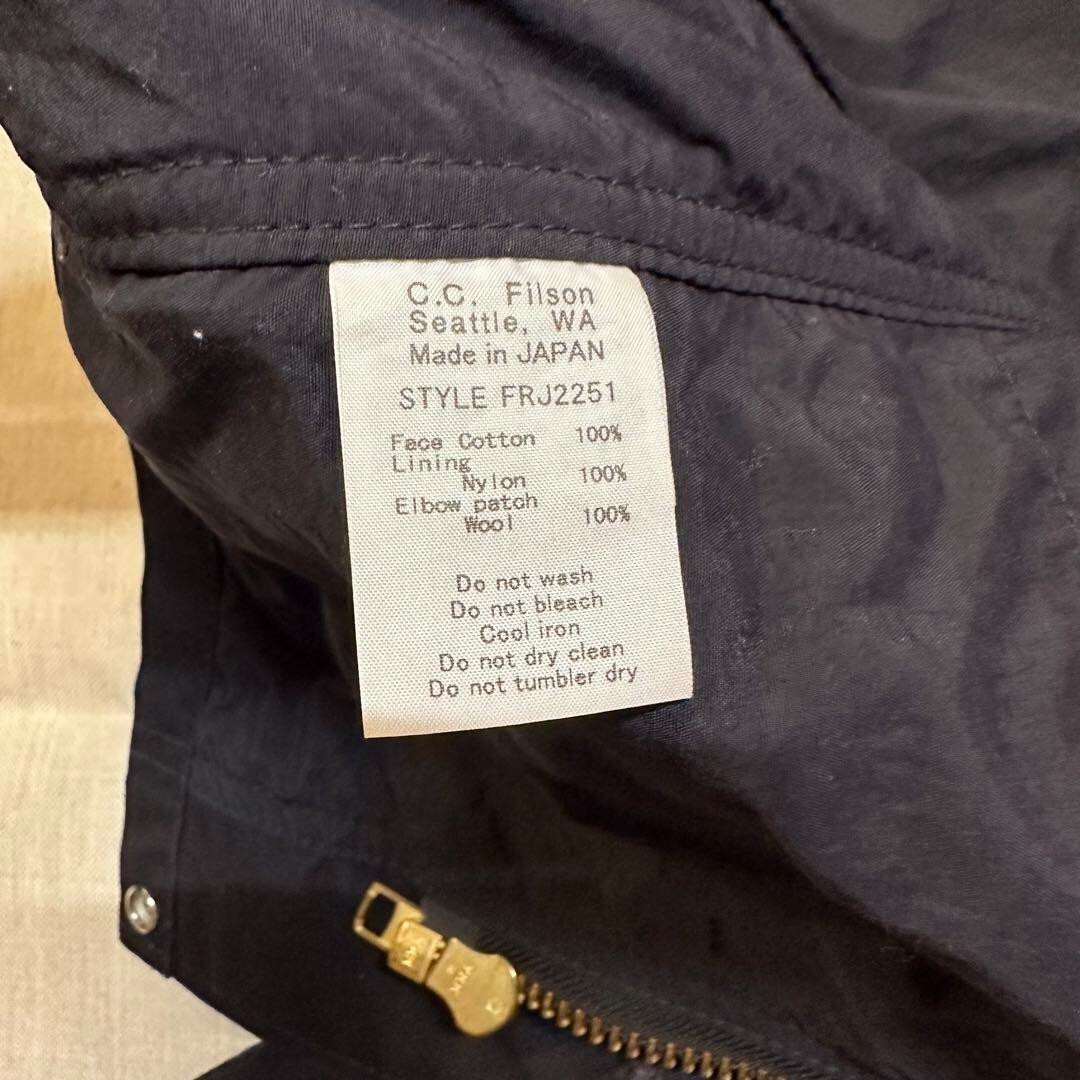 C.C. Filson
Seattle, WA
Made in JAPAN
STYLE FRJ2251
Face Cotton 100%
Lining
Nylon 100%
Elbow patch
Wool 100%
Do not wash
Do not bleach
Cool iron
Do not dry clean
Do not tumbler dry